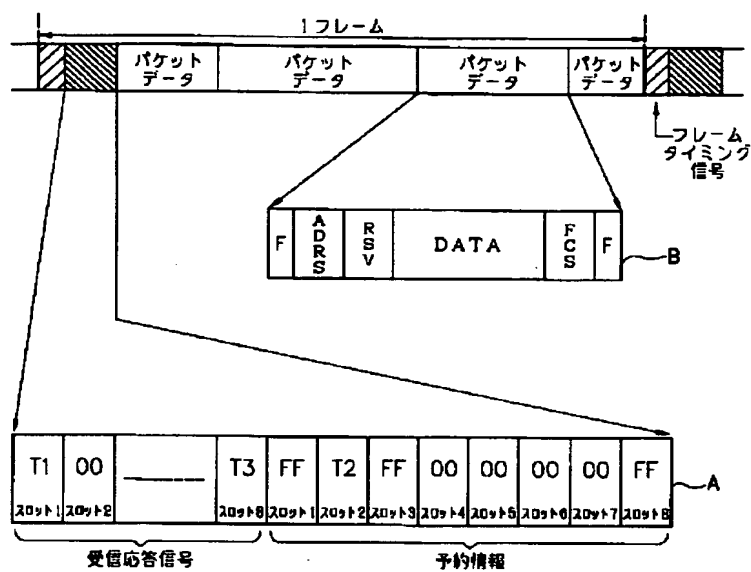 1フレーム
パケット データ パケット データ パケット データ パケット データ
フレーム
タイミング
信号
F ADRS RSV DATA FCS F B
T1 00 T3 FF T2 FF 00 00 00 00 FF A
スロット1 スロット2 スロット8 スロット1 スロット2 スロット3 スロット4 スロット5 スロット6 スロット7 スロット8
受信応答信号 予約情報